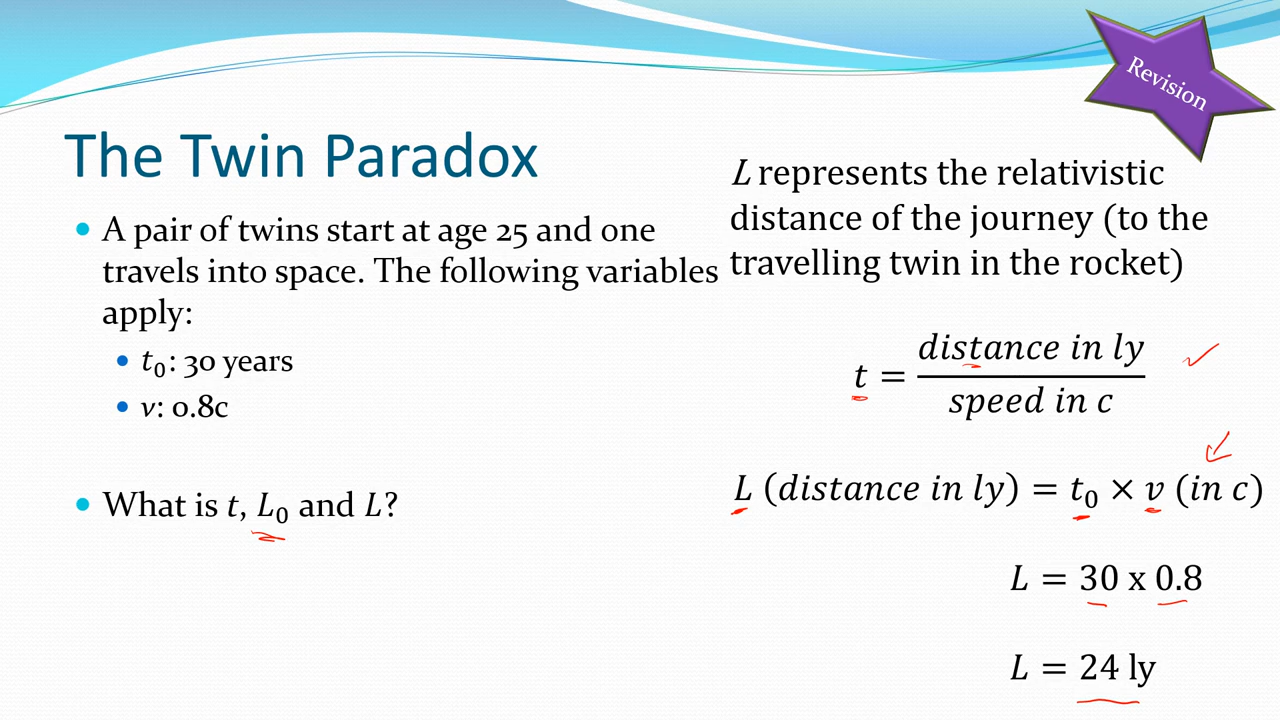 Revision
The Twin Paradox
• A pair of twins start at age 25 and one
travels into space. The following variables
apply:
• t₀: 30 years
• v: 0.8c
• What is t, L₀ and L?
L represents the relativistic
distance of the journey (to the
travelling twin in the rocket)
t = distance in ly / speed in c
L (distance in ly) = t₀ × v (in c)
L = 30 x 0.8
L = 24 ly